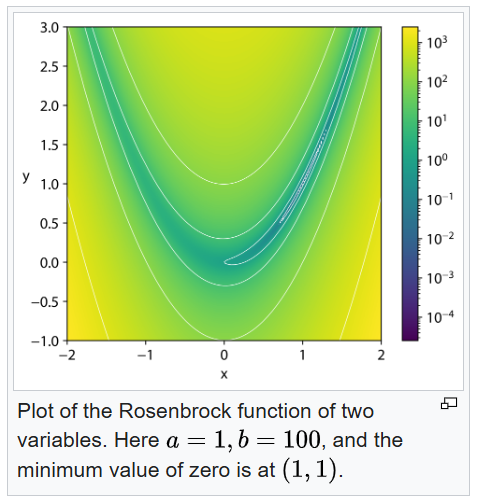 3.0
2.5
2.0
1.5
y 1.0
0.5
0.0
−0.5
−1.0
−2 −1 0 1 2
x
10³
10²
10¹
10⁰
10⁻¹
10⁻²
10⁻³
10⁻⁴
Plot of the Rosenbrock function of two
variables. Here a = 1, b = 100, and the
minimum value of zero is at (1, 1).